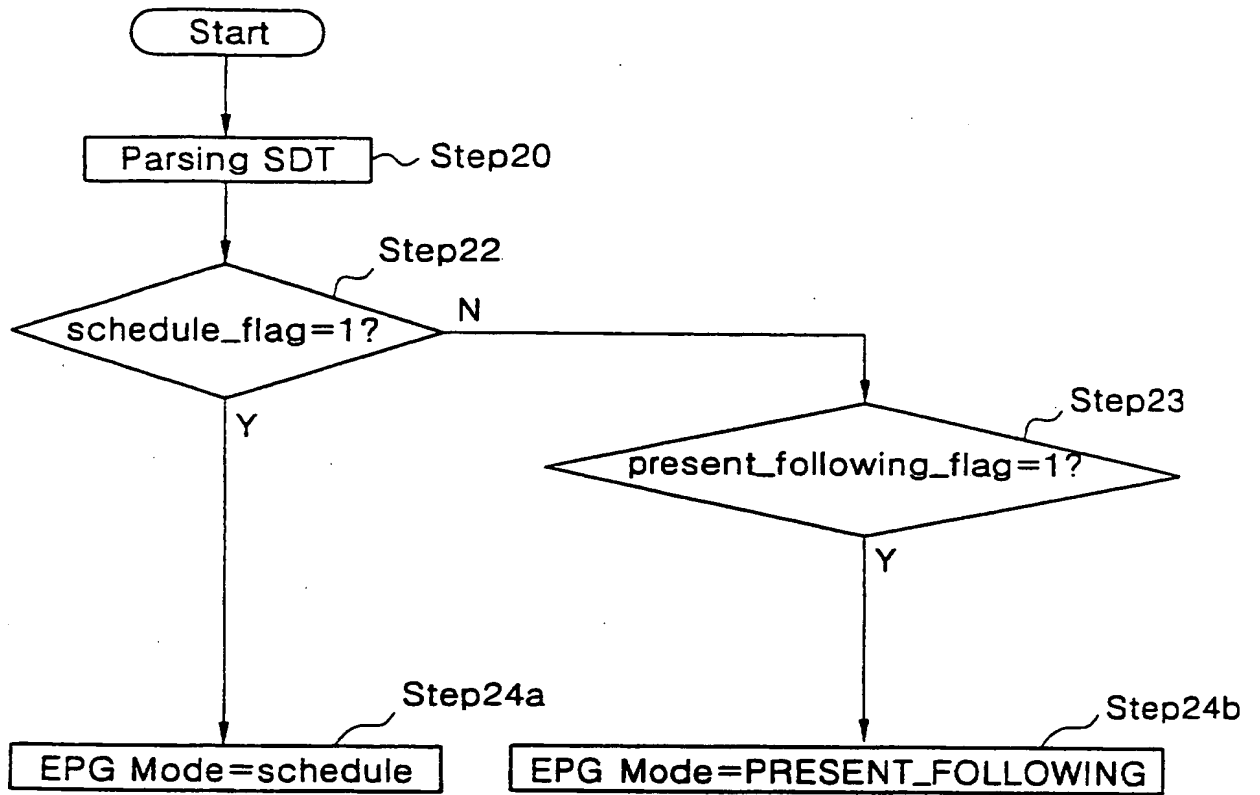 Start
Parsing SDT
Step20
Step22
schedule_flag=1?
N
Y
Step23
present_following_flag=1?
Y
Step24a
EPG Mode=schedule
Step24b
EPG Mode=PRESENT_FOLLOWING